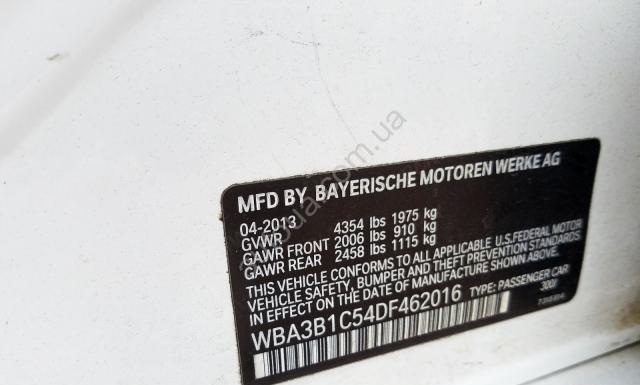 MFD BY BAYERISCHE MOTOREN WERKE AG
04-2013
GVWR 4354 lbs 1975 kg
GAWR FRONT 2006 lbs 910 kg
GAWR REAR 2458 lbs 1115 kg
THIS VEHICLE CONFORMS TO ALL APPLICABLE U.S.FEDERAL MOTOR
VEHICLE SAFETY, BUMPER AND THEFT PREVENTION STANDARDS
IN EFFECT ON THE DATE OF MANUFACTURE SHOWN ABOVE.
WBA3B1C54DF462016 TYPE: PASSENGER CAR
300/